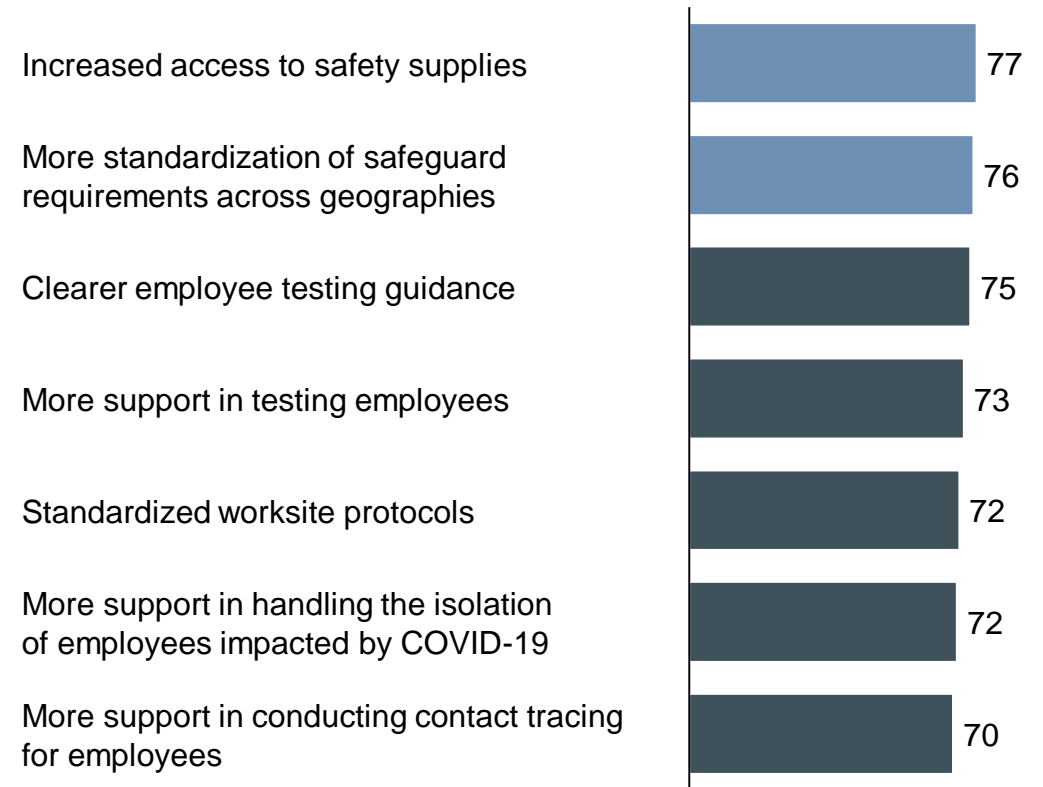 Increased access to safety supplies
77
More standardization of safeguard
requirements across geographies
76
Clearer employee testing guidance
75
More support in testing employees
73
Standardized worksite protocols
72
More support in handling the isolation
of employees impacted by COVID-19
72
More support in conducting contact tracing
for employees
70